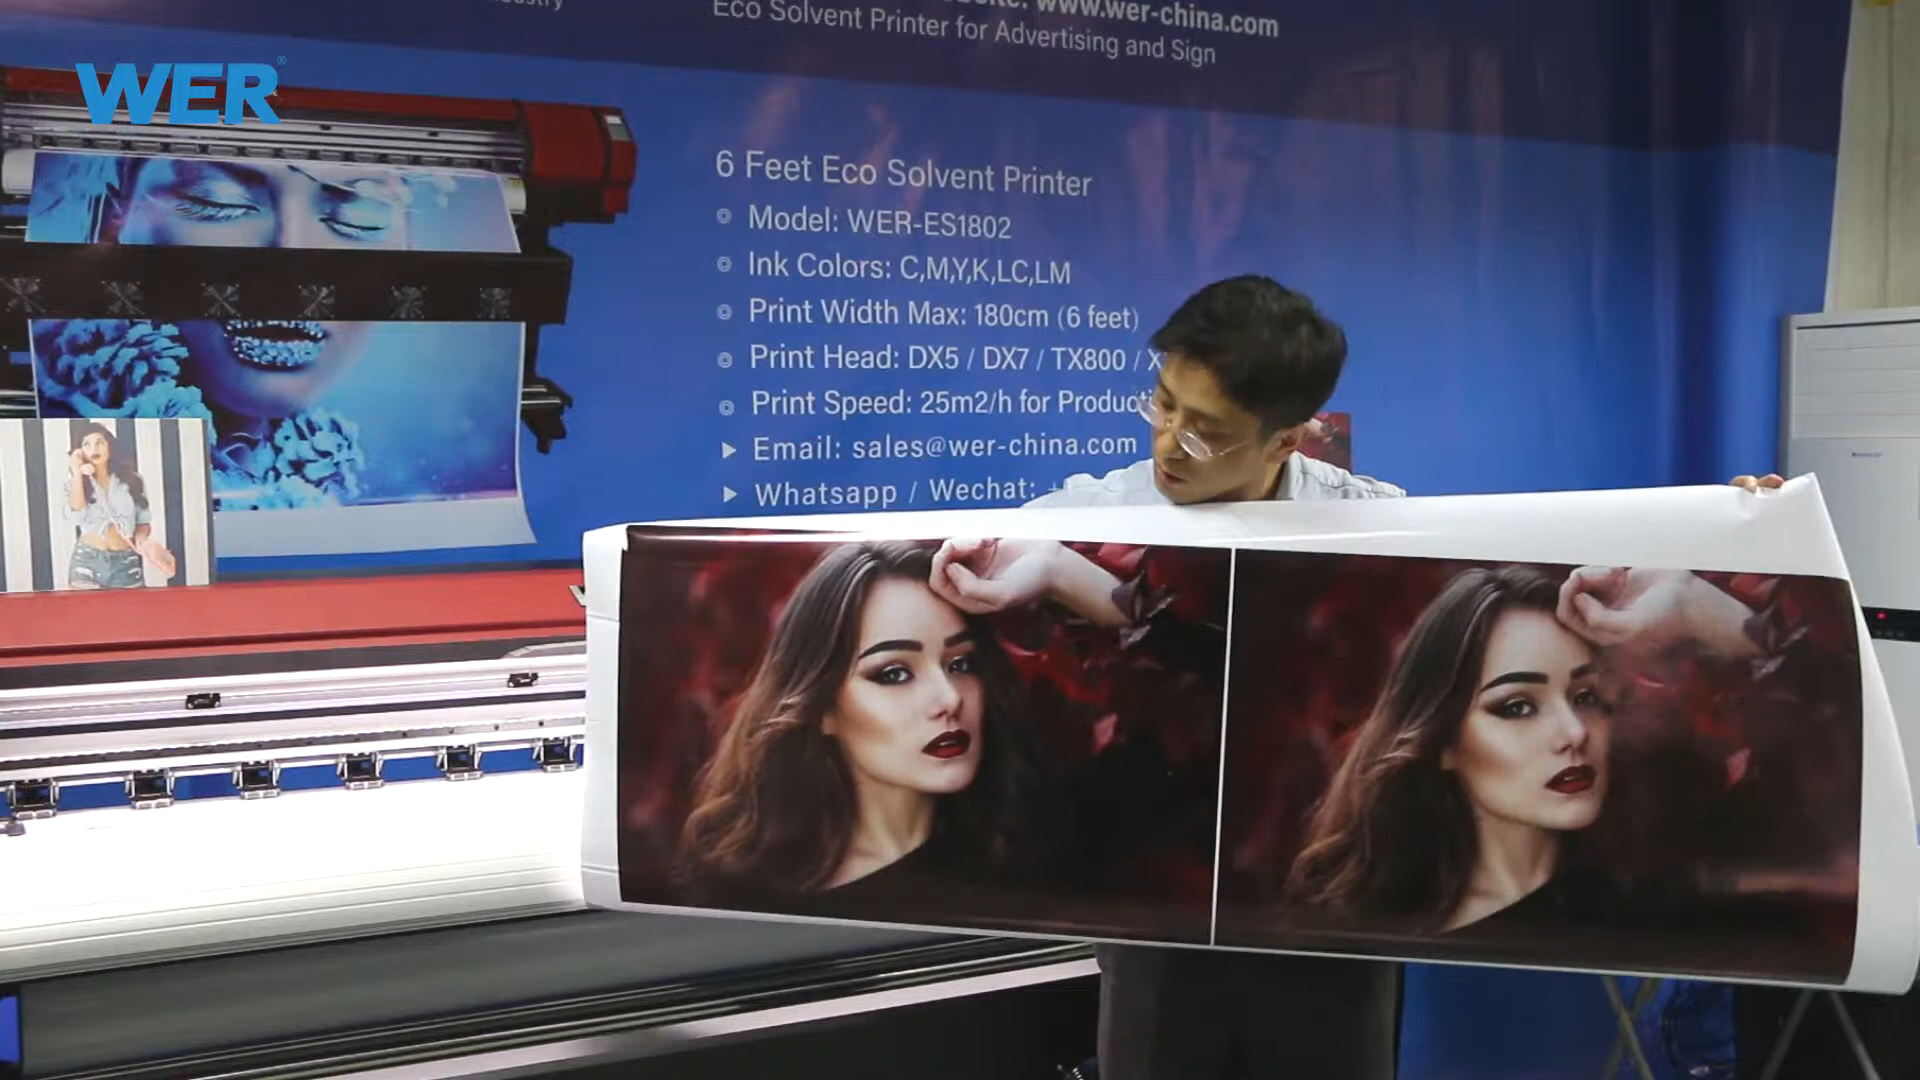 www.wer-china.com
Eco Solvent Printer for Advertising and Sign
WER®
6 Feet Eco Solvent Printer
Model: WER-ES1802
Ink Colors: C,M,Y,K,LC,LM
Print Width Max: 180cm (6 feet)
Print Head: DX5 / DX7 / TX800 / X
Print Speed: 25m2/h for
Email: sales@wer-china.com
Whatsapp / Wechat: